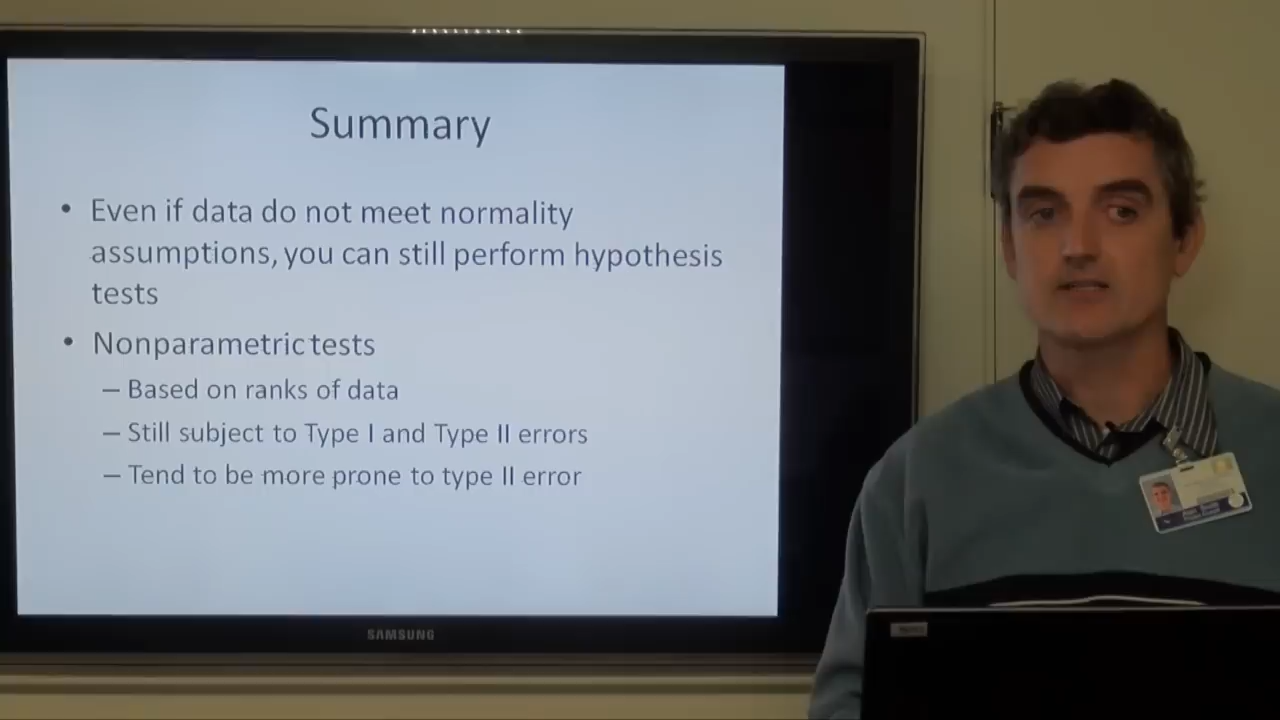 Summary
• Even if data do not meet normality
assumptions, you can still perform hypothesis
tests
• Nonparametric tests
– Based on ranks of data
– Still subject to Type I and Type II errors
– Tend to be more prone to type II error
SAMSUNG